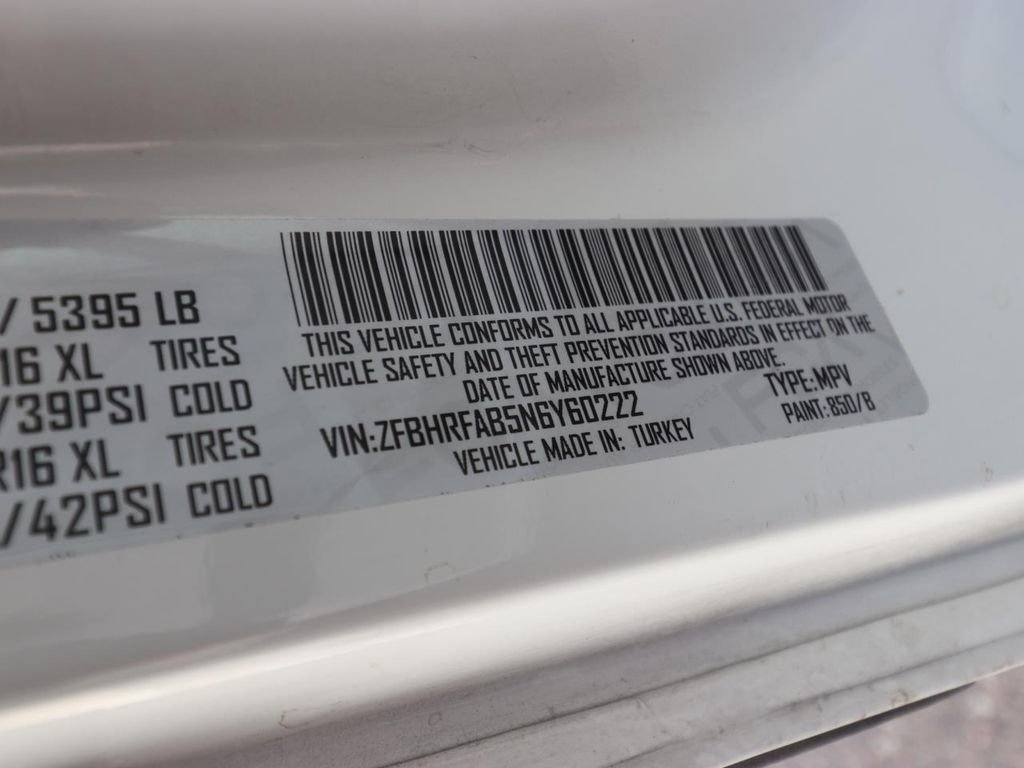 / 5395 LB
R16 XL TIRES
/39PSI COLD
R16 XL TIRES
/42PSI COLD
THIS VEHICLE CONFORMS TO ALL APPLICABLE U.S. FEDERAL MOTOR
VEHICLE SAFETY AND THEFT PREVENTION STANDARDS IN EFFECT ON THE
DATE OF MANUFACTURE SHOWN ABOVE.
VIN:ZFBHRFAB5N6Y60222 TYPE:MPV
VEHICLE MADE IN: TURKEY PAINT:850/B